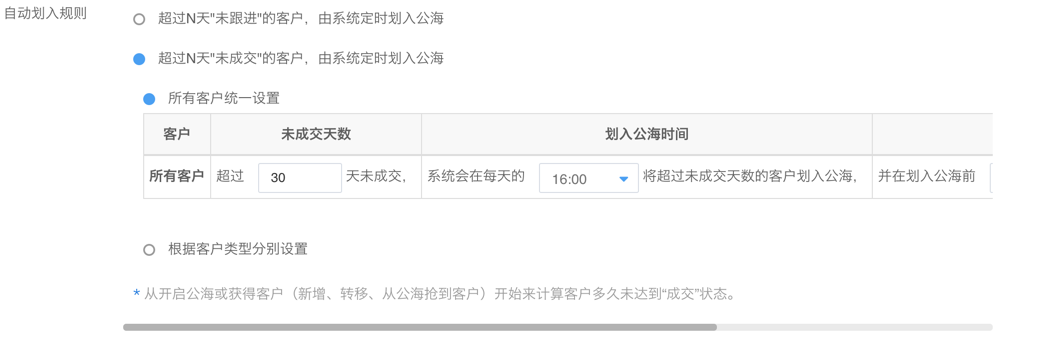 自动划入规则
超过N天"未跟进"的客户，由系统定时划入公海
超过N天"未成交"的客户，由系统定时划入公海
所有客户统一设置
客户 未成交天数 划入公海时间
所有客户 超过 30 天未成交， 系统会在每天的 16:00 将超过未成交天数的客户划入公海， 并在划入公海前
根据客户类型分别设置
* 从开启公海或获得客户（新增、转移、从公海抢到客户）开始来计算客户多久未达到“成交”状态。